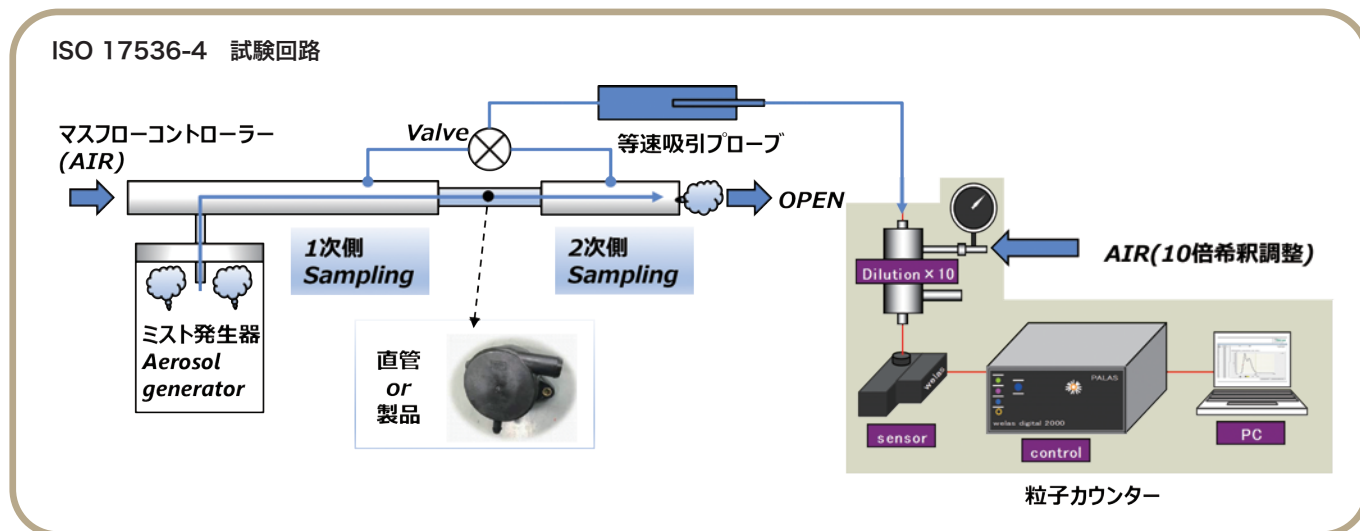 ISO 17536-4 試験回路
マスフローコントローラー
(AIR)
Valve
等速吸引プローブ
OPEN
1次側
Sampling
2次側
Sampling
ミスト発生器
Aerosol
generator
直管
or
製品
Dilution×10
AIR(10倍希釈調整)
welas
PALAS
welas digital 2000
sensor
control
PC
粒子カウンター